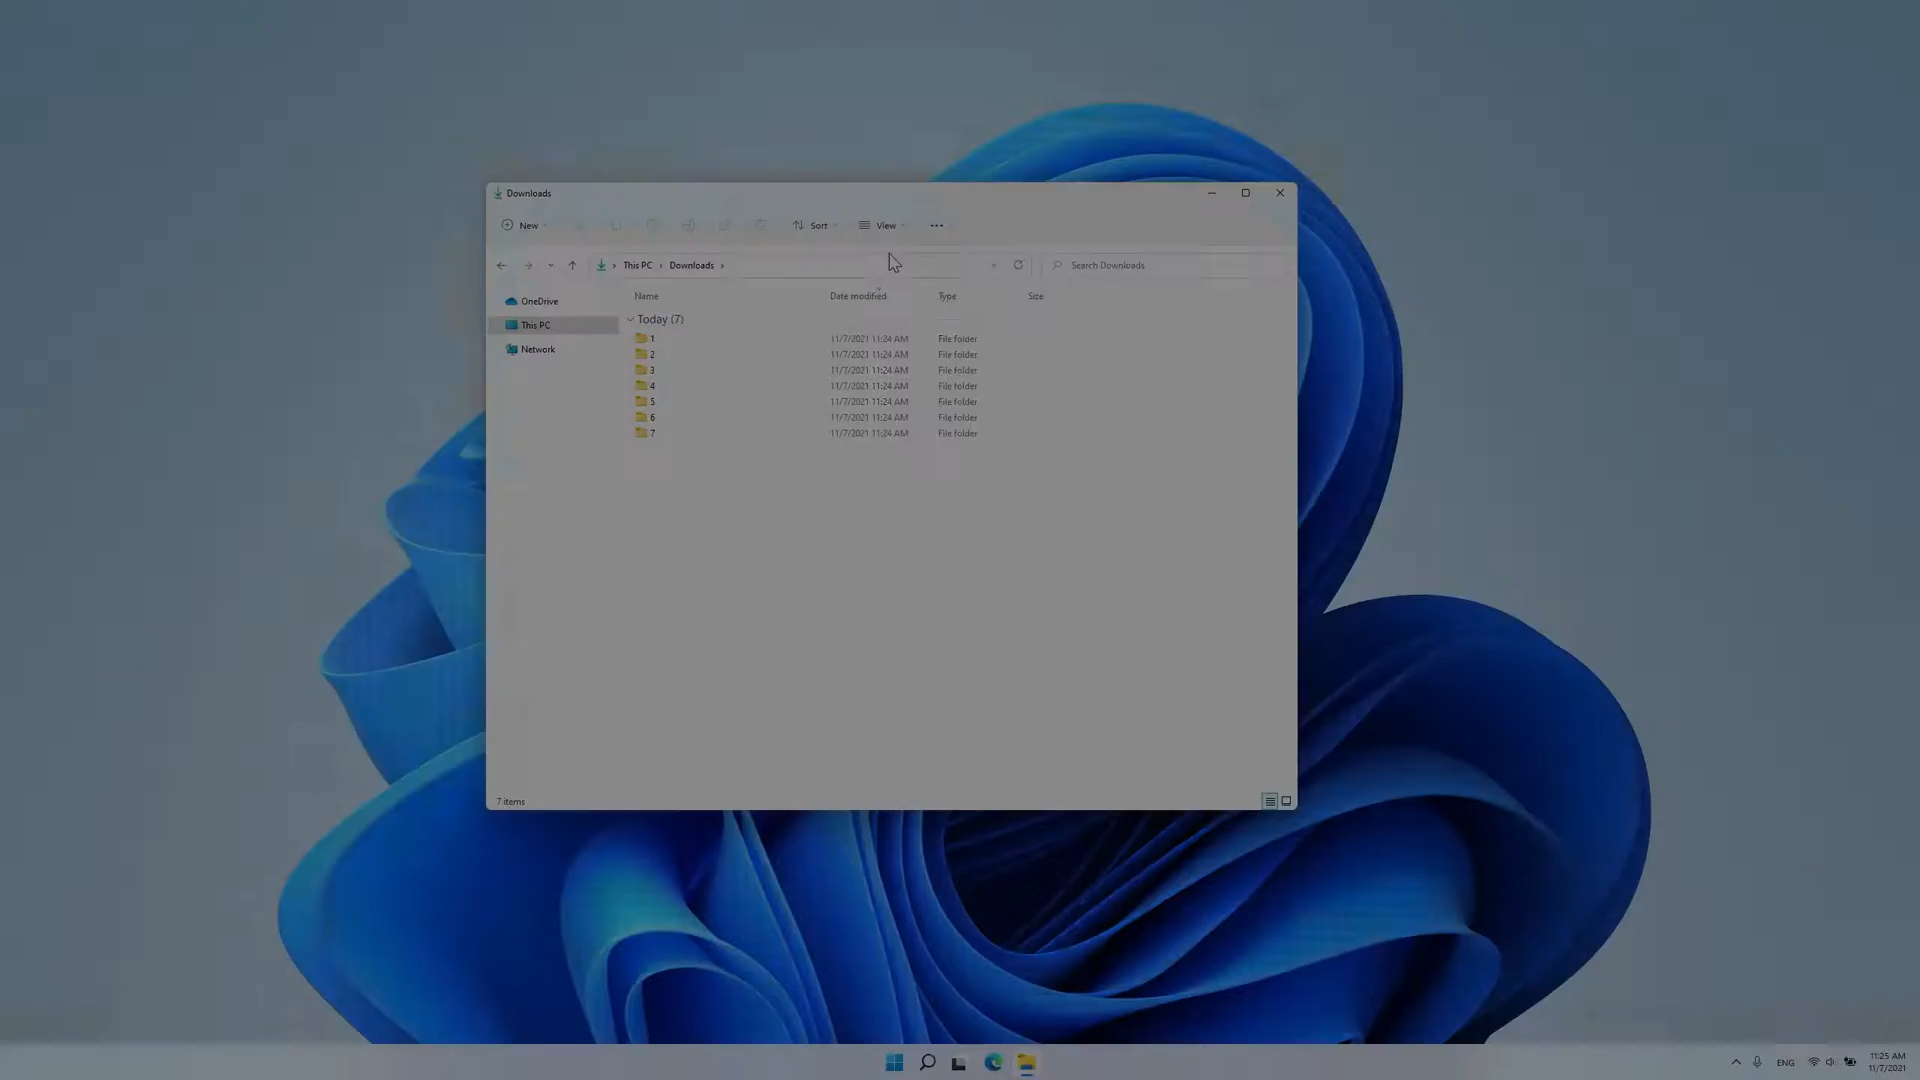 Downloads
New
Sort
View
This PC › Downloads ›
Search Downloads
OneDrive
This PC
Network
Name Date modified Type Size
Today (7)
1 11/7/2021 11:24 AM File folder
2 11/7/2021 11:24 AM File folder
3 11/7/2021 11:24 AM File folder
4 11/7/2021 11:24 AM File folder
5 11/7/2021 11:24 AM File folder
6 11/7/2021 11:24 AM File folder
7 11/7/2021 11:24 AM File folder
7 items
ENG
11:25 AM
11/7/2021